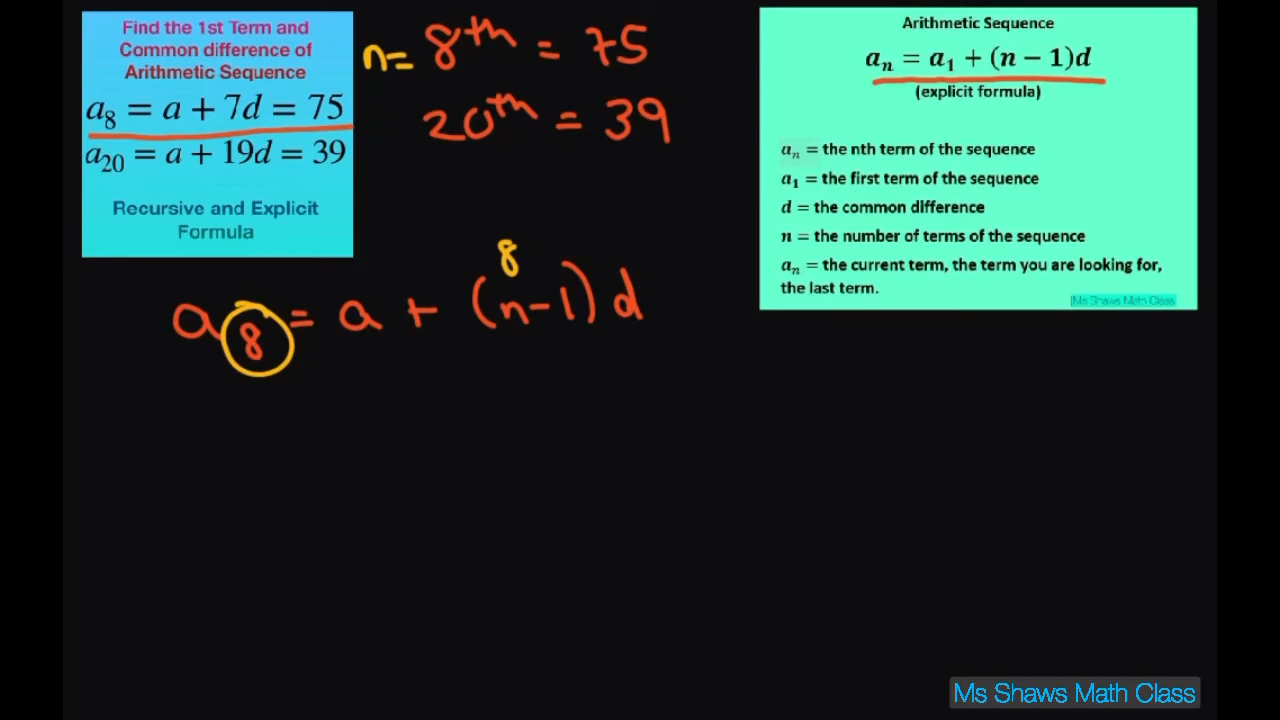 Find the 1st Term and
Common difference of
Arithmetic Sequence
a₈ = a + 7d = 75
a₂₀ = a + 19d = 39
Recursive and Explicit
Formula
n= 8th = 75
20th = 39
8
a₈ = a + (n-1) d
Arithmetic Sequence
aₙ = a₁ + (n − 1)d
(explicit formula)
aₙ = the nth term of the sequence
a₁ = the first term of the sequence
d = the common difference
n = the number of terms of the sequence
aₙ = the current term, the term you are looking for,
the last term.
Ms Shaws Math Class
Ms Shaws Math Class